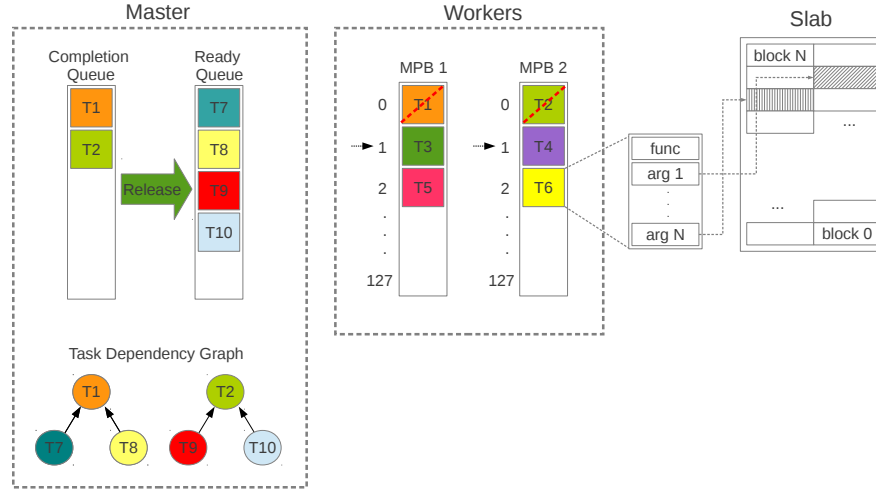 Master
Workers
Slab
Completion
Queue
Ready
Queue
T1
T2
Release
T7
T8
T9
T10
MPB 1
MPB 2
0
1
2
.
.
.
127
T1
T3
T5
0
1
2
.
.
.
127
T2
T4
T6
func
arg 1
.
.
.
arg N
block N
...
...
block 0
Task Dependency Graph
T1
T2
T7
T8
T9
T10